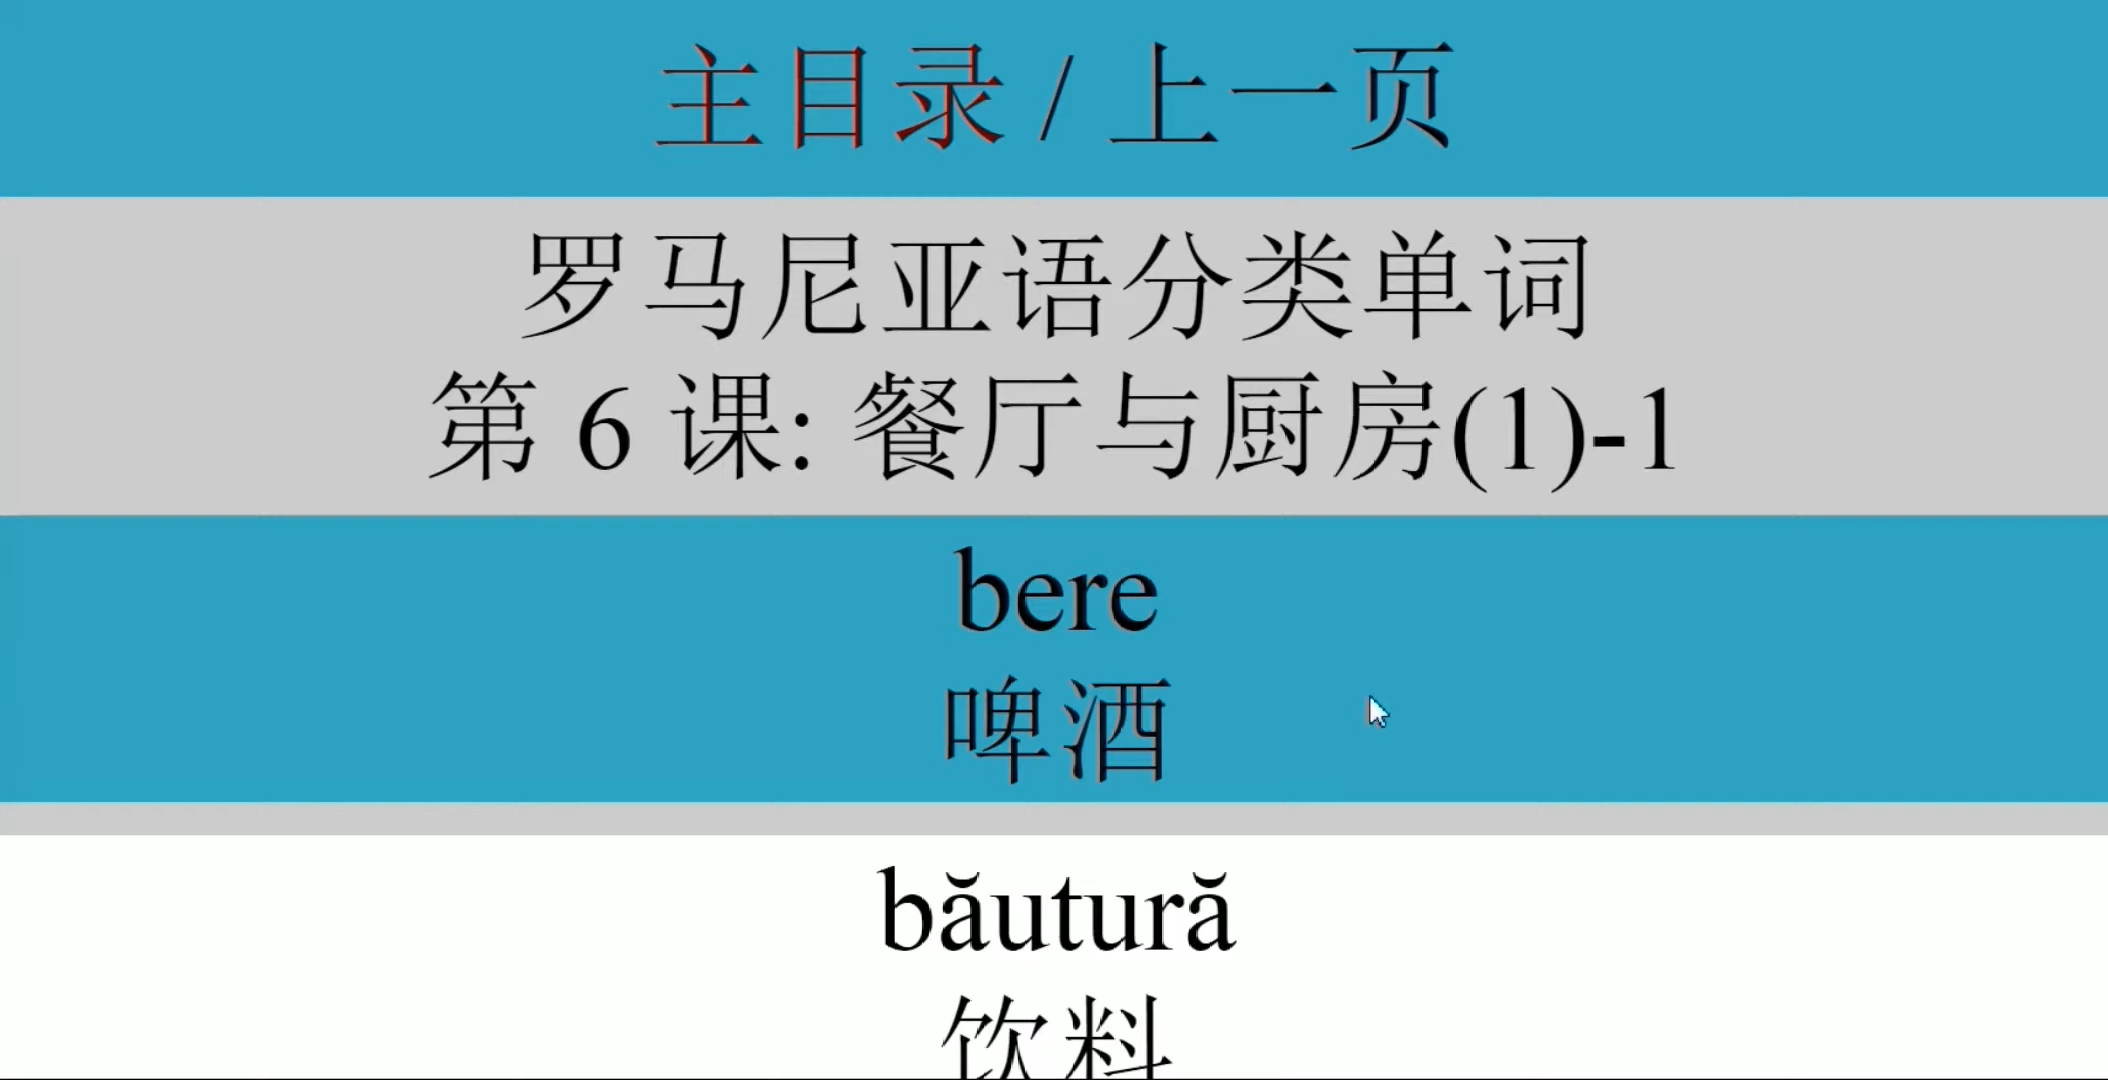 主目录 / 上一页
罗马尼亚语分类单词
第 6 课: 餐厅与厨房(1)-1
bere
啤酒
băutură
饮料